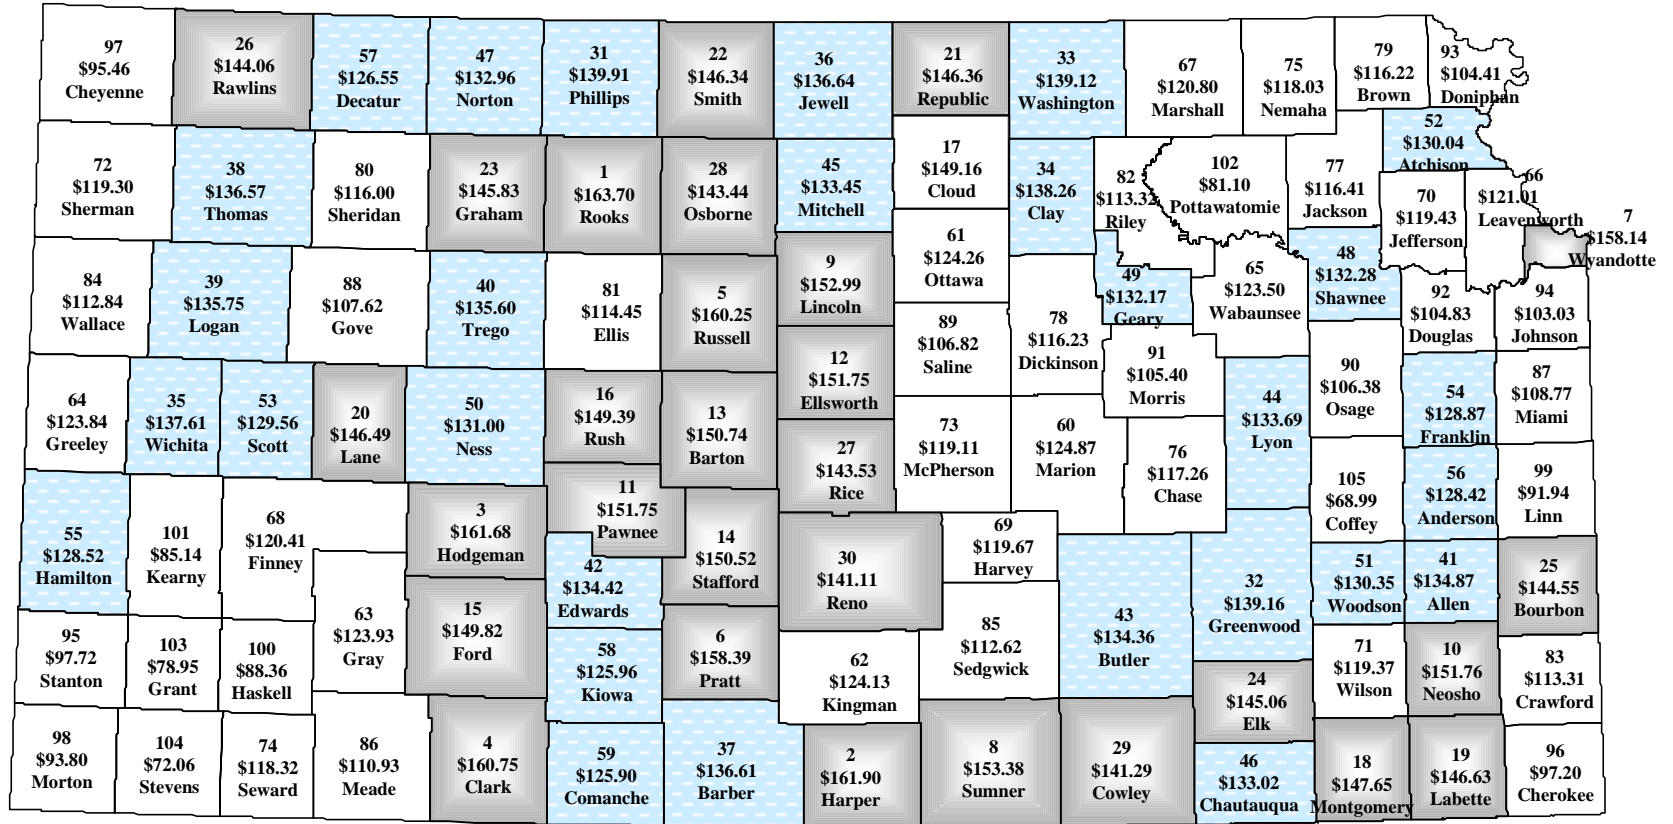 97
$95.46
Cheyenne
26
$144.06
Rawlins
57
$126.55
Decatur
47
$132.96
Norton
31
$139.91
Phillips
22
$146.34
Smith
36
$136.64
Jewell
21
$146.36
Republic
33
$139.12
Washington
67
$120.80
Marshall
75
$118.03
Nemaha
79
$116.22
Brown
93
$104.41
Doniphan
52
$130.04
Atchison
72
$119.30
Sherman
38
$136.57
Thomas
80
$116.00
Sheridan
23
$145.83
Graham
1
$163.70
Rooks
28
$143.44
Osborne
45
$133.45
Mitchell
17
$149.16
Cloud
34
$138.26
Clay
82
$113.32
Riley
102
$81.10
Pottawatomie
77
$116.41
Jackson
70
$119.43
Jefferson
66
$121.01
Leavenworth
7
$158.14
Wyandotte
84
$112.84
Wallace
39
$135.75
Logan
88
$107.62
Gove
40
$135.60
Trego
81
$114.45
Ellis
5
$160.25
Russell
9
$152.99
Lincoln
61
$124.26
Ottawa
49
$132.17
Geary
65
$123.50
Wabaunsee
48
$132.28
Shawnee
92
$104.83
Douglas
94
$103.03
Johnson
12
$151.75
Ellsworth
89
$106.82
Saline
78
$116.23
Dickinson
91
$105.40
Morris
64
$123.84
Greeley
35
$137.61
Wichita
53
$129.56
Scott
20
$146.49
Lane
50
$131.00
Ness
16
$149.39
Rush
13
$150.74
Barton
27
$143.53
Rice
73
$119.11
McPherson
60
$124.87
Marion
76
$117.26
Chase
44
$133.69
Lyon
90
$106.38
Osage
54
$128.87
Franklin
87
$108.77
Miami
55
$128.52
Hamilton
101
$85.14
Kearny
68
$120.41
Finney
3
$161.68
Hodgeman
11
$151.75
Pawnee
14
$150.52
Stafford
30
$141.11
Reno
69
$119.67
Harvey
105
$68.99
Coffey
56
$128.42
Anderson
99
$91.94
Linn
63
$123.93
Gray
15
$149.82
Ford
42
$134.42
Edwards
6
$158.39
Pratt
85
$112.62
Sedgwick
43
$134.36
Butler
32
$139.16
Greenwood
51
$130.35
Woodson
41
$134.87
Allen
25
$144.55
Bourbon
95
$97.72
Stanton
103
$78.95
Grant
100
$88.36
Haskell
58
$125.96
Kiowa
62
$124.13
Kingman
24
$145.06
Elk
71
$119.37
Wilson
10
$151.76
Neosho
83
$113.31
Crawford
98
$93.80
Morton
104
$72.06
Stevens
74
$118.32
Seward
86
$110.93
Meade
4
$160.75
Clark
59
$125.90
Comanche
37
$136.61
Barber
2
$161.90
Harper
8
$153.38
Sumner
29
$141.29
Cowley
46
$133.02
Chautauqua
18
$147.65
Montgomery
19
$146.63
Labette
96
$97.20
Cherokee